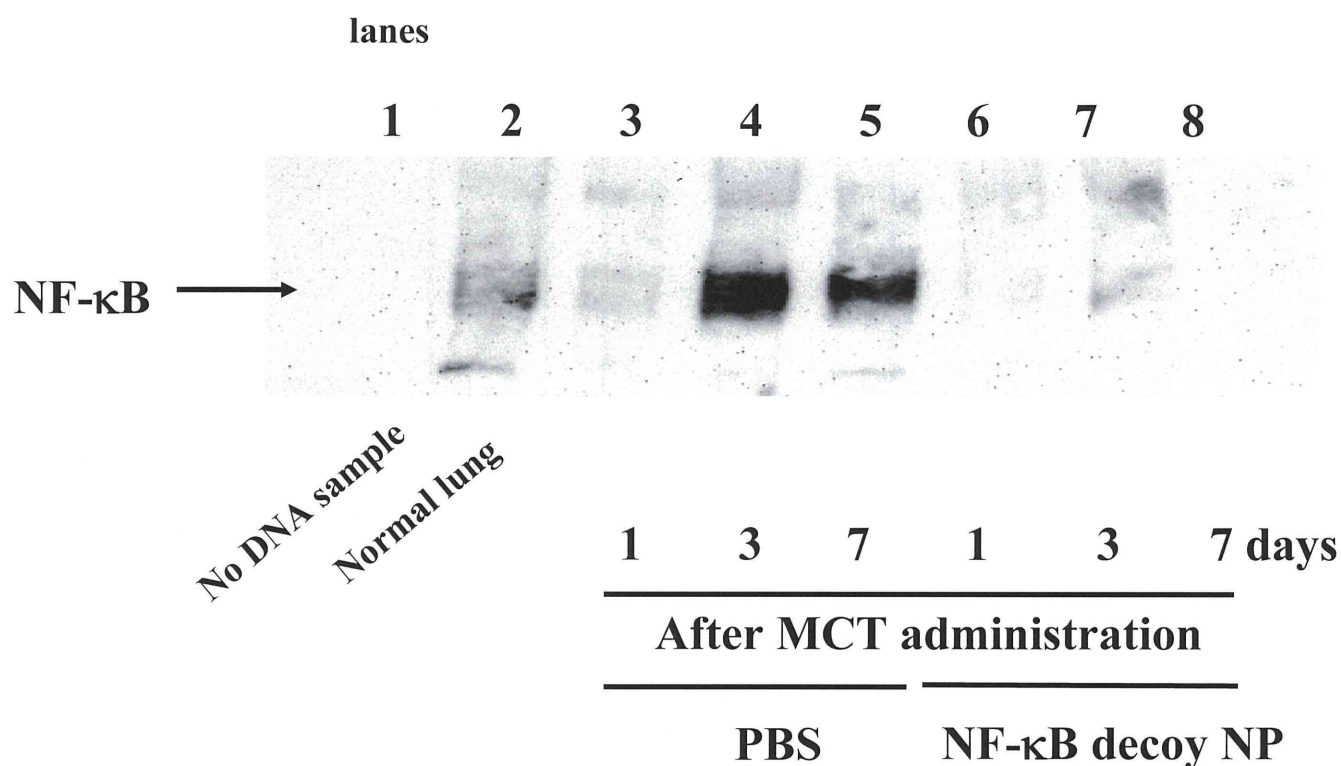 lanes
1 2 3 4 5 6 7 8
NF-κB
No DNA sample
Normal lung
1 3 7 1 3 7 days
After MCT administration
PBS NF-κB decoy NP